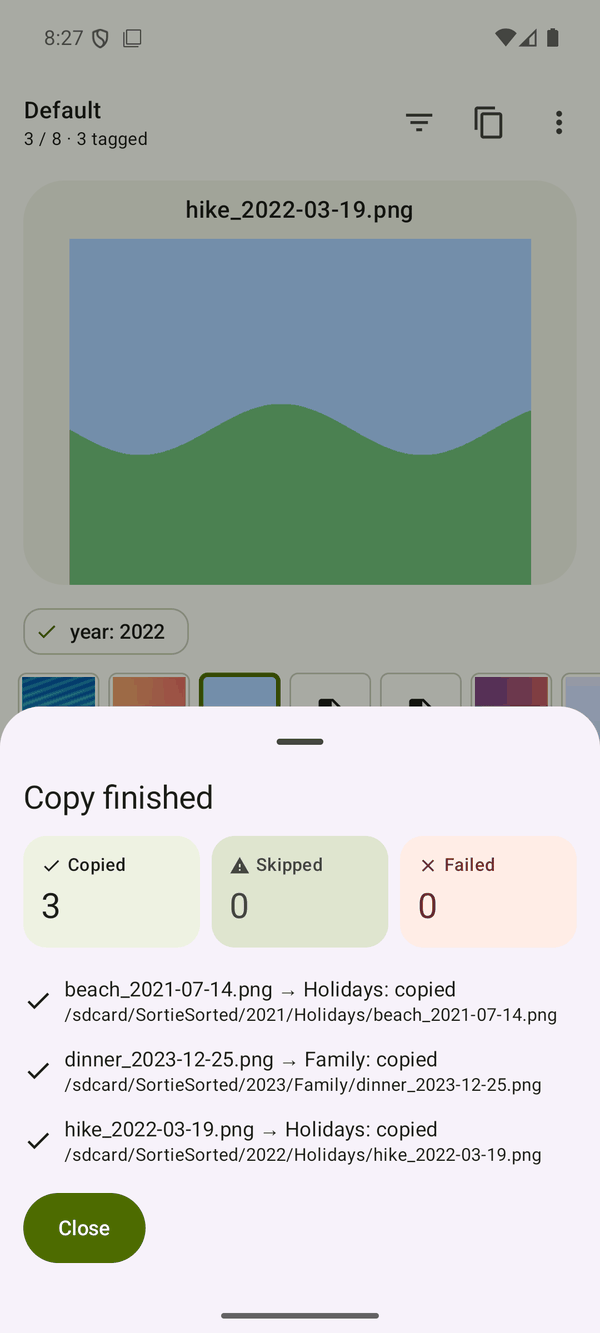 8:27
Default
3 / 8 · 3 tagged
hike_2022-03-19.png
year: 2022
Copy finished
Copied
3
Skipped
0
Failed
0
beach_2021-07-14.png → Holidays: copied
/sdcard/SortieSorted/2021/Holidays/beach_2021-07-14.png
dinner_2023-12-25.png → Family: copied
/sdcard/SortieSorted/2023/Family/dinner_2023-12-25.png
hike_2022-03-19.png → Holidays: copied
/sdcard/SortieSorted/2022/Holidays/hike_2022-03-19.png
Close